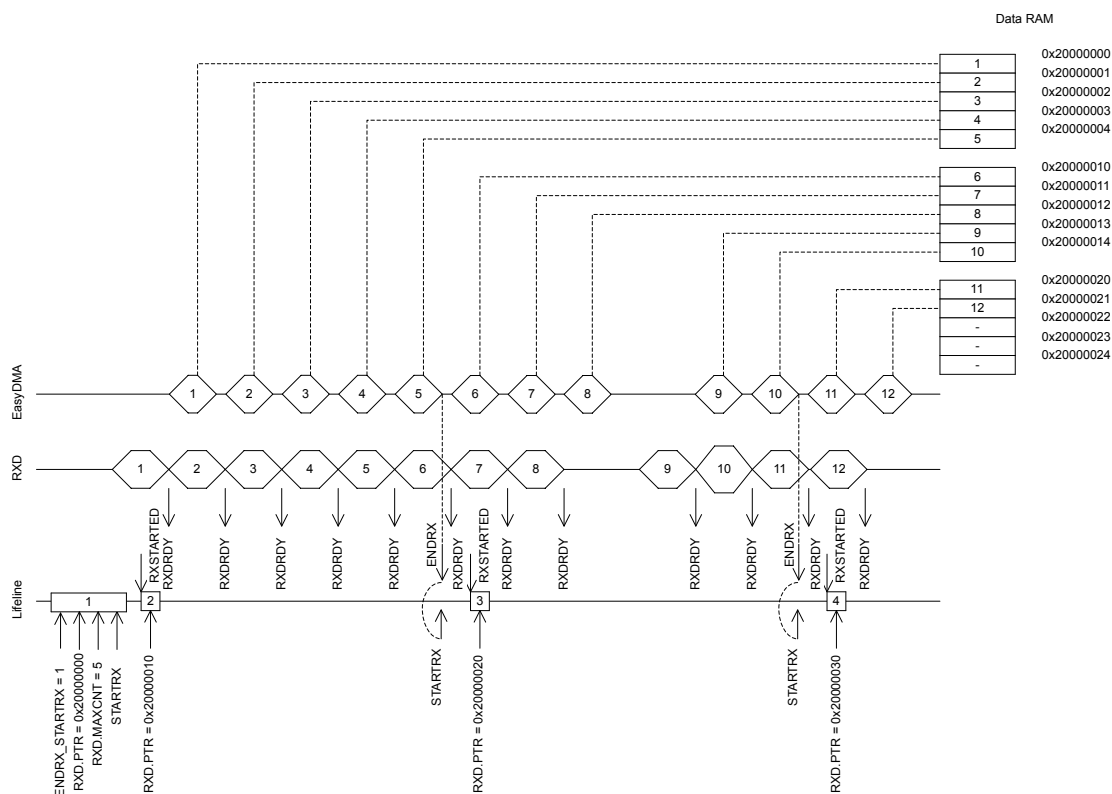 Data RAM
1
0x20000000
2
0x20000001
3
0x20000002
4
0x20000003
5
0x20000004
6
0x20000010
7
0x20000011
8
0x20000012
9
0x20000013
10
0x20000014
11
0x20000020
12
0x20000021
-
0x20000022
-
0x20000023
-
0x20000024
EasyDMA
1 2 3 4 5 6 7 8 9 10 11 12
RXD
1 2 3 4 5 6 7 8 9 10 11 12
RXSTARTED
RXDRDY
RXDRDY
RXDRDY
RXDRDY
RXDRDY
ENDRX
RXDRDY
RXSTARTED
RXDRDY
RXDRDY
RXDRDY
RXDRDY
ENDRX
RXDRDY
RXSTARTED
RXDRDY
Lifeline
1 2 3 4
ENDRX_STARTRX = 1
RXD.PTR = 0x20000000
RXD.MAXCNT = 5
STARTRX
RXD.PTR = 0x20000010
STARTRX
RXD.PTR = 0x20000020
STARTRX
RXD.PTR = 0x20000030